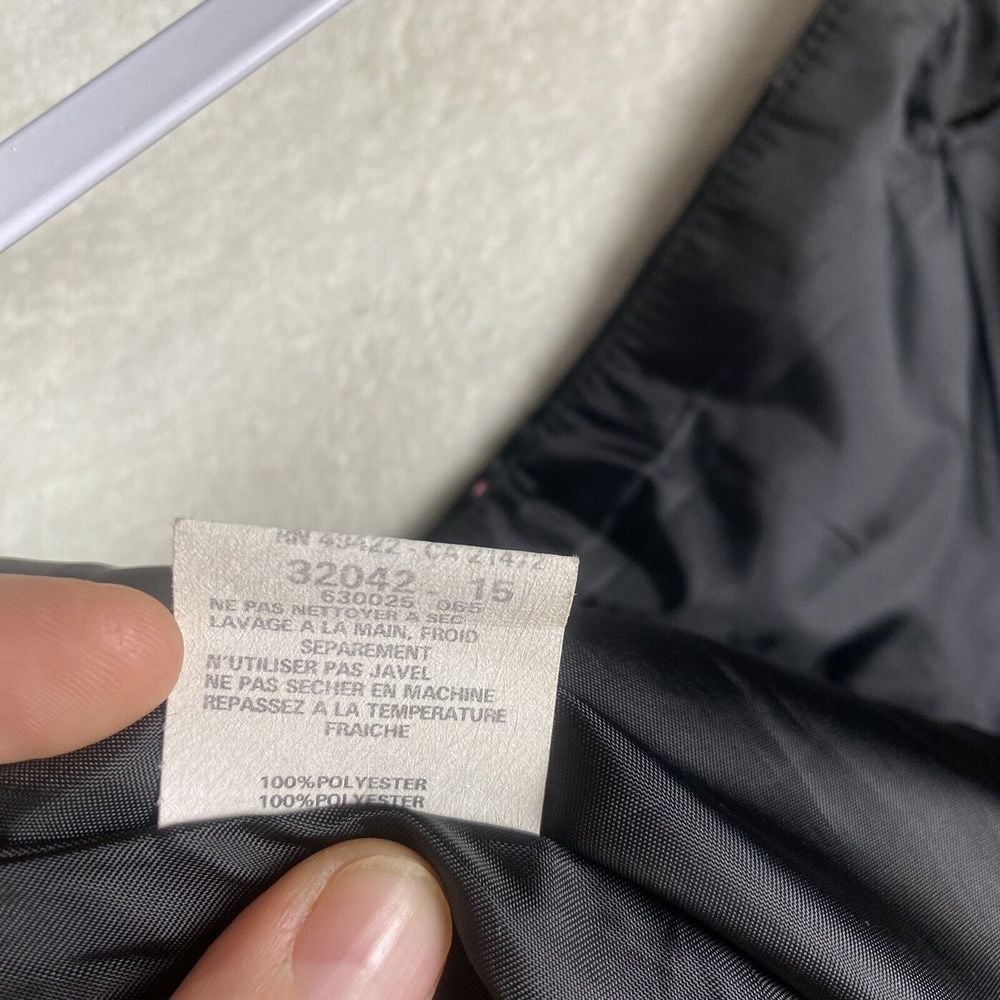 RN 49422 - CA 21472
32042 - 15
630025 065
NE PAS NETTOYER A SEC
LAVAGE A LA MAIN, FROID
SEPAREMENT
N'UTILISER PAS JAVEL
NE PAS SECHER EN MACHINE
REPASSEZ A LA TEMPERATURE
FRAICHE
100%POLYESTER
100%POLYESTER